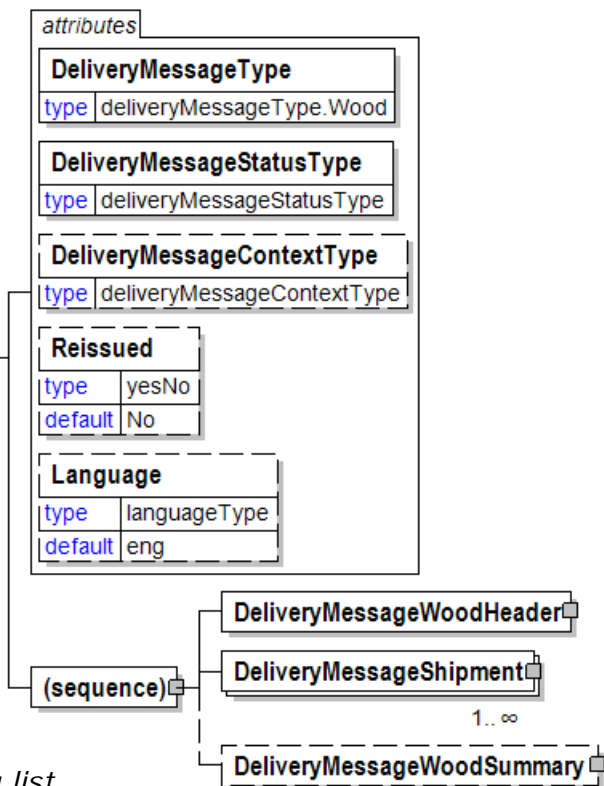 attributes
DeliveryMessageType
type deliveryMessageType.Wood
DeliveryMessageStatusType
type deliveryMessageStatusType
DeliveryMessageContextType
type deliveryMessageContextType
Reissued
type yesNo
default No
Language
type languageType
default eng
DeliveryMessageWoodHeader
(sequence)
DeliveryMessageShipment
1.. ∞
DeliveryMessageWoodSummary
list